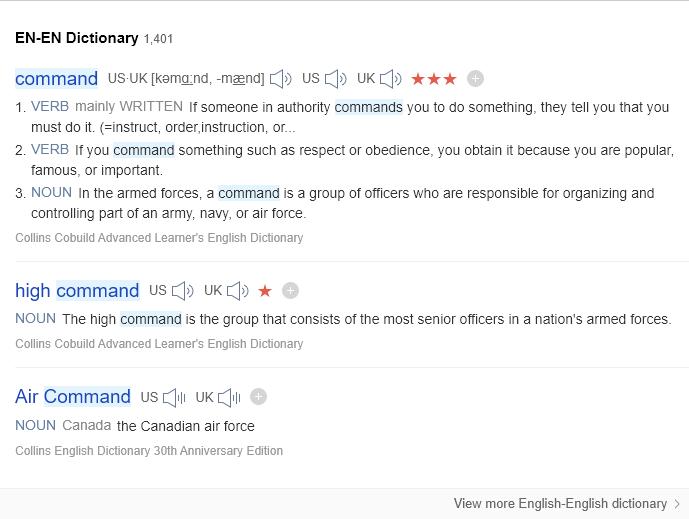 EN-EN Dictionary 1,401
command US·UK [kəmɑ:nd, -mænd] US UK ★★★
1. VERB mainly WRITTEN If someone in authority commands you to do something, they tell you that you
must do it. (=instruct, order,instruction, or...
2. VERB If you command something such as respect or obedience, you obtain it because you are popular,
famous, or important.
3. NOUN In the armed forces, a command is a group of officers who are responsible for organizing and
controlling part of an army, navy, or air force.
Collins Cobuild Advanced Learner's English Dictionary
high command US UK ★
NOUN The high command is the group that consists of the most senior officers in a nation's armed forces.
Collins Cobuild Advanced Learner's English Dictionary
Air Command US UK
NOUN Canada the Canadian air force
Collins English Dictionary 30th Anniversary Edition
View more English-English dictionary >